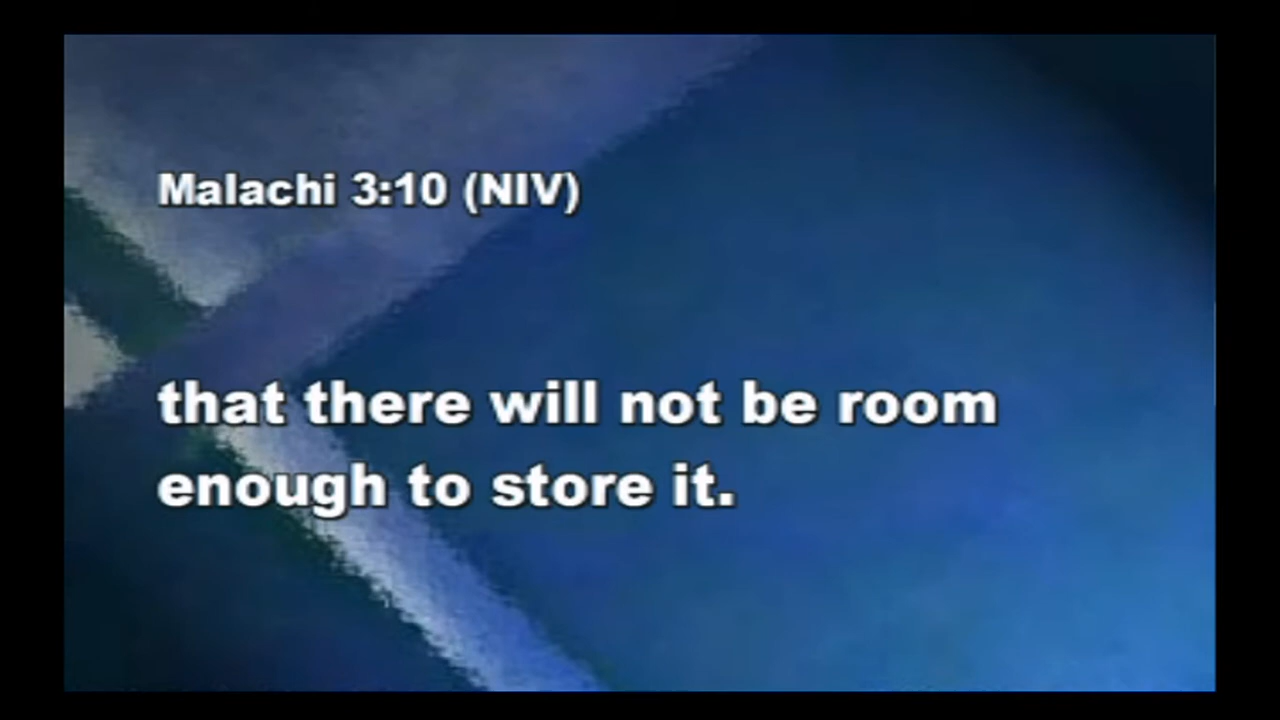 Malachi 3:10 (NIV)
that there will not be room
enough to store it.